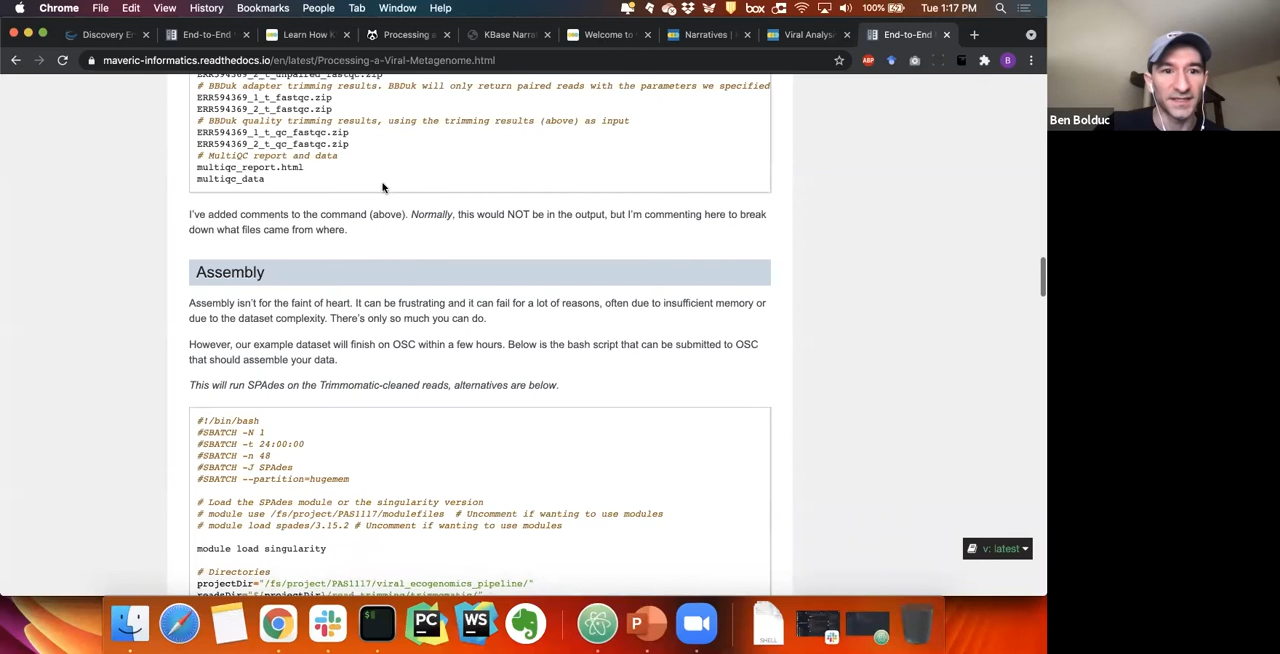 Chrome File Edit View History Bookmarks People Tab Window Help
box 100% Tue 1:17 PM
Discovery En
End-to-End
Learn How K
Processing
KBase Narra
Welcome to
Narratives |
Viral Analys
End-to-End
maveric-informatics.readthedocs.io/en/latest/Processing-a-Viral-Metagenome.html
ABP
B
ERR594369_2_t_unpaired_fastqc.zip
# BBDuk adapter trimming results. BBDuk will only return paired reads with the parameters we specified
ERR594369_1_t_fastqc.zip
ERR594369_2_t_fastqc.zip
# BBDuk quality trimming results, using the trimming results (above) as input
ERR594369_1_t_qc_fastqc.zip
ERR594369_2_t_qc_fastqc.zip
# MultiQC report and data
multiqc_report.html
multiqc_data
I've added comments to the command (above). Normally, this would NOT be in the output, but I'm commenting here to break
down what files came from where.
Assembly
Assembly isn't for the faint of heart. It can be frustrating and it can fail for a lot of reasons, often due to insufficient memory or
due to the dataset complexity. There's only so much you can do.
However, our example dataset will finish on OSC within a few hours. Below is the bash script that can be submitted to OSC
that should assemble your data.
This will run SPAdes on the Trimmomatic-cleaned reads, alternatives are below.
#!/bin/bash
#SBATCH -N 1
#SBATCH -t 24:00:00
#SBATCH -n 48
#SBATCH -J SPAdes
#SBATCH --partition=hugemem
# Load the SPAdes module or the singularity version
# module use /fs/project/PAS1117/modulefiles # Uncomment if wanting to use modules
# module load spades/3.15.2 # Uncomment if wanting to use modules
module load singularity
# Directories
projectDir="/fs/project/PAS1117/viral_ecogenomics_pipeline/"
readsDir="${projectDir}/read_trimming/trimmomatic/"
v: latest
Ben Bolduc
PC
WS
P
SHELL